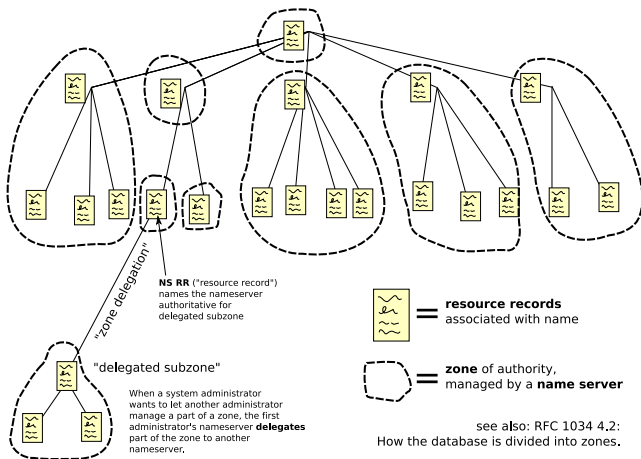 NS RR ("resource record")
names the nameserver
authoritative for
delegated subzone
"zone delegation"
resource records
associated with name
"delegated subzone"
When a system administrator
wants to let another administrator
manage a part of a zone, the first
administrator's nameserver delegates
part of the zone to another
nameserver.
zone of authority,
managed by a name server
see also: RFC 1034 4.2:
How the database is divided into zones.